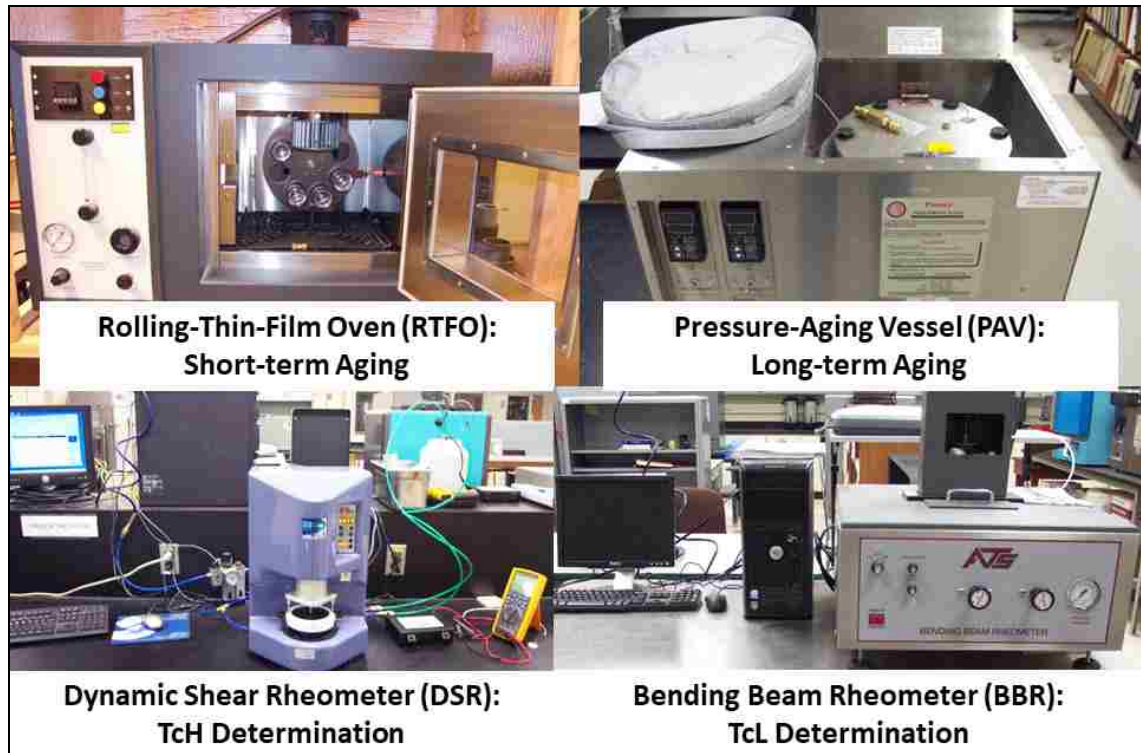 Rolling-Thin-Film Oven (RTFO):
Short-term Aging
Pressure-Aging Vessel (PAV):
Long-term Aging
ATS
BENDING BEAM RHEOMETER
Dynamic Shear Rheometer (DSR):
TcH Determination
Bending Beam Rheometer (BBR):
TcL Determination